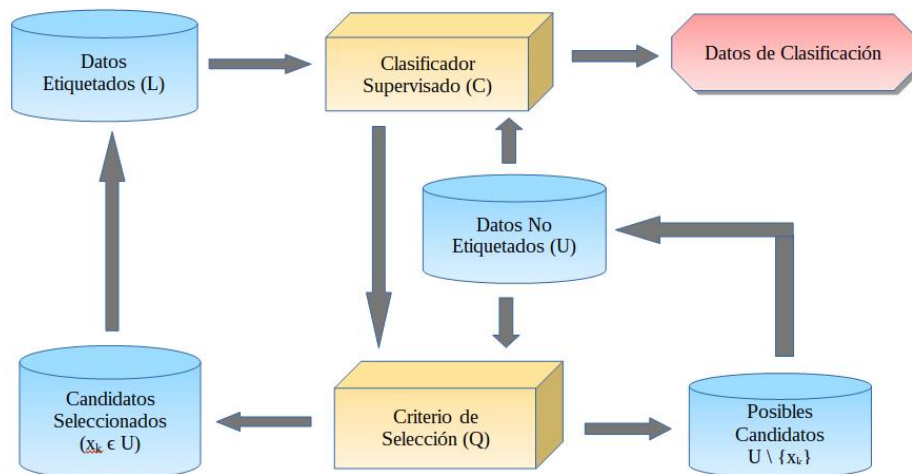 Datos
Etiquetados (L)
Clasificador
Supervisado (C)
Datos de Clasificación
Datos No
Etiquetados (U)
Candidatos
Seleccionados
(xₖ ϵ U)
Criterio de
Selección (Q)
Posibles
Candidatos
U \ {xₖ}